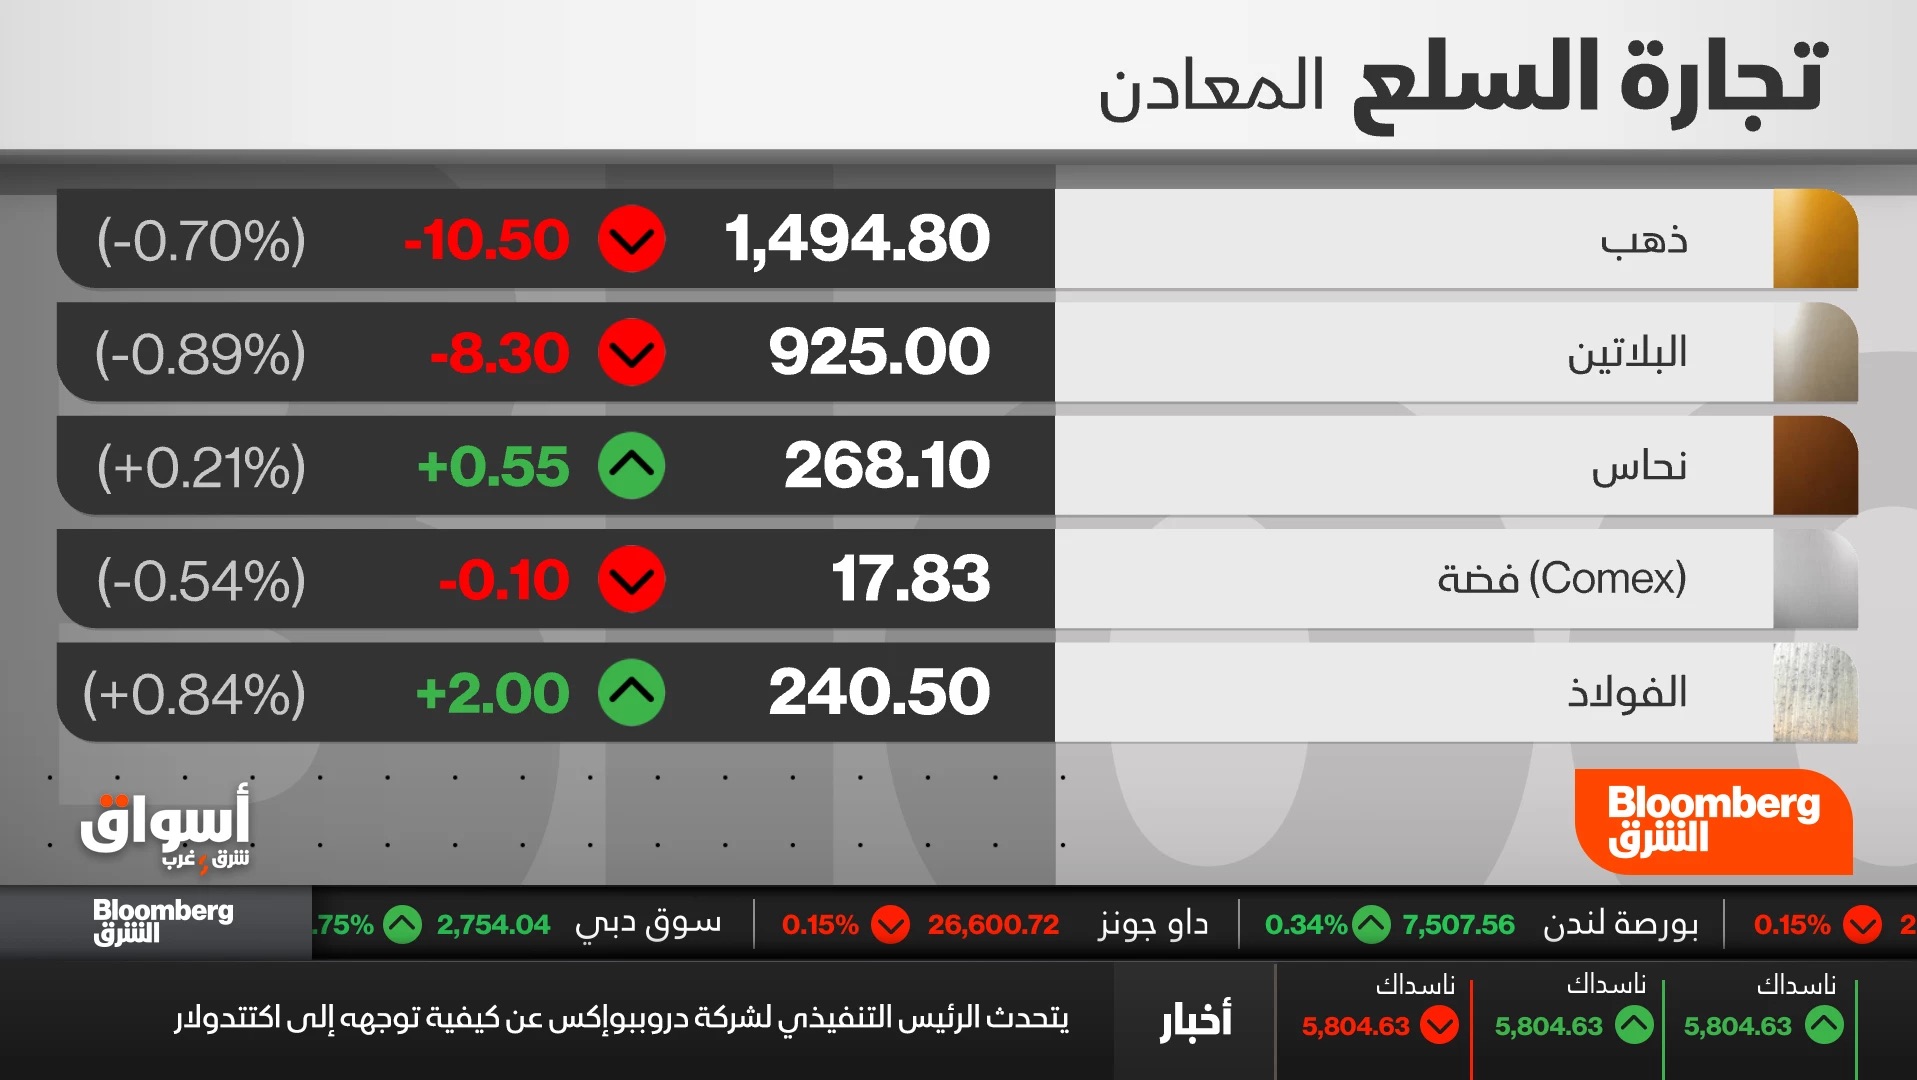 تجارة السلع المعادن
ذهب 1,494.80 -10.50 (-0.70%)
البلاتين 925.00 -8.30 (-0.89%)
نحاس 268.10 +0.55 (+0.21%)
(Comex) فضة 17.83 -0.10 (-0.54%)
الفولاذ 240.50 +2.00 (+0.84%)
Bloomberg
الشرق
أسواق
شرق و غرب
2 0.15% | بورصة لندن 7,507.56 0.34% | داو جونز 26,600.72 0.15% | سوق دبي 2,754.04 .75%
Bloomberg
الشرق
ناسداك ناسداك ناسداك
5,804.63 5,804.63 5,804.63
أخبار
يتحدث الرئيس التنفيذي لشركة دروببوإكس عن كيفية توجهه إلى اكتتدولار